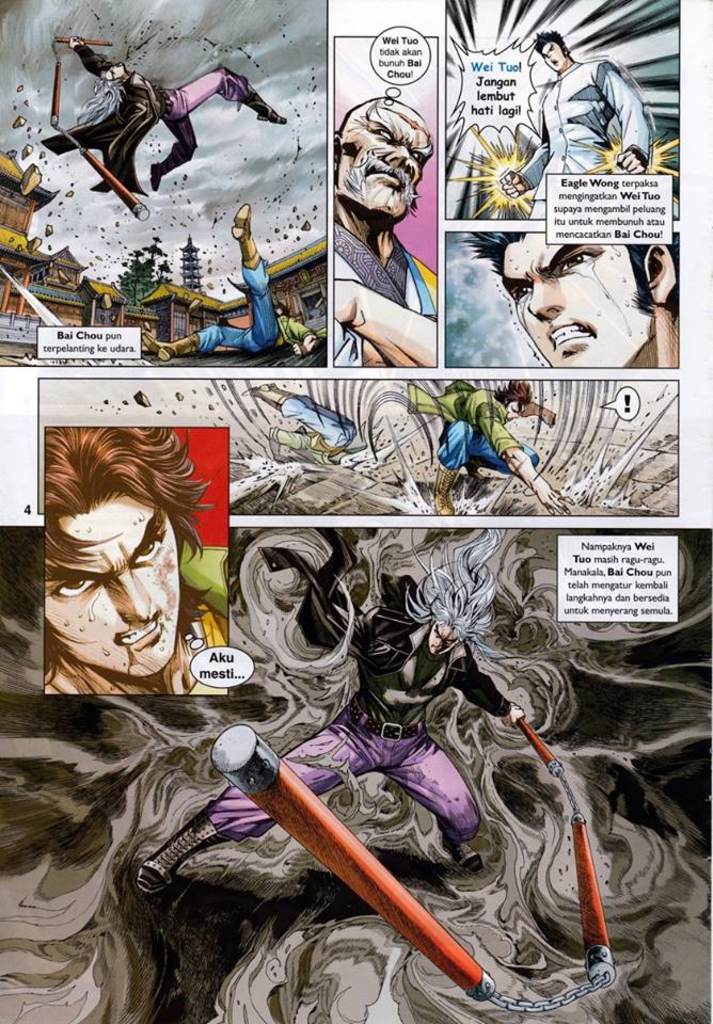 Bai Chou pun
terpelanting ke udara.
Wei Tuo
tidak akan
bunuh Bai
Chou!
Wei Tuo!
Jangan
lembut
hati lagi!
Eagle Wong terpaksa
mengingatkan Wei Tuo
supaya mengambil peluang
itu untuk membunuh atau
mencacatkan Bai Chou!
!
4
Aku
mesti...
Nampaknya Wei
Tuo masih ragu-ragu.
Manakala, Bai Chou pun
telah mengatur kembali
langkahnya dan bersedia
untuk menyerang semula.